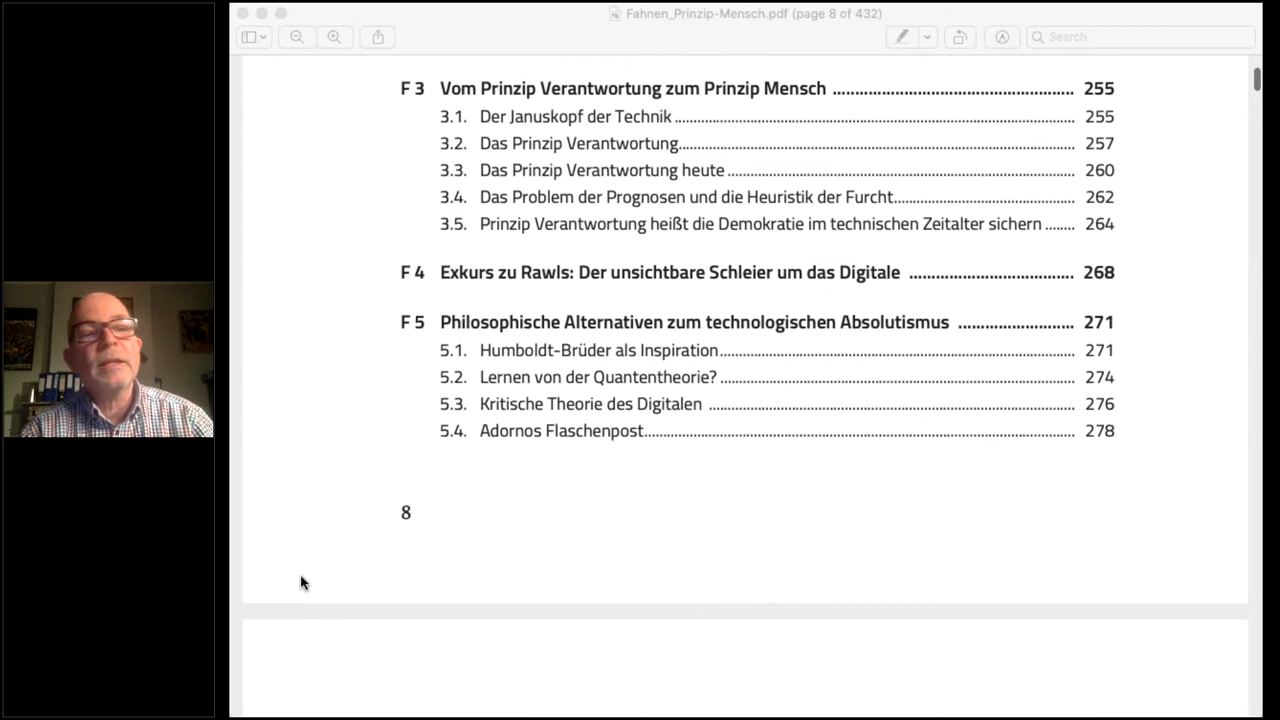 Fahnen_Prinzip-Mensch.pdf (page 8 of 432)
Search
F 3 Vom Prinzip Verantwortung zum Prinzip Mensch ...................................................... 255
3.1. Der Januskopf der Technik ...................................................... 255
3.2. Das Prinzip Verantwortung...................................................... 257
3.3. Das Prinzip Verantwortung heute ...................................................... 260
3.4. Das Problem der Prognosen und die Heuristik der Furcht...................................................... 262
3.5. Prinzip Verantwortung heißt die Demokratie im technischen Zeitalter sichern ........ 264
F 4 Exkurs zu Rawls: Der unsichtbare Schleier um das Digitale ..................................... 268
F 5 Philosophische Alternativen zum technologischen Absolutismus .......................... 271
5.1. Humboldt-Brüder als Inspiration...................................................... 271
5.2. Lernen von der Quantentheorie? ...................................................... 274
5.3. Kritische Theorie des Digitalen ...................................................... 276
5.4. Adornos Flaschenpost...................................................... 278
8